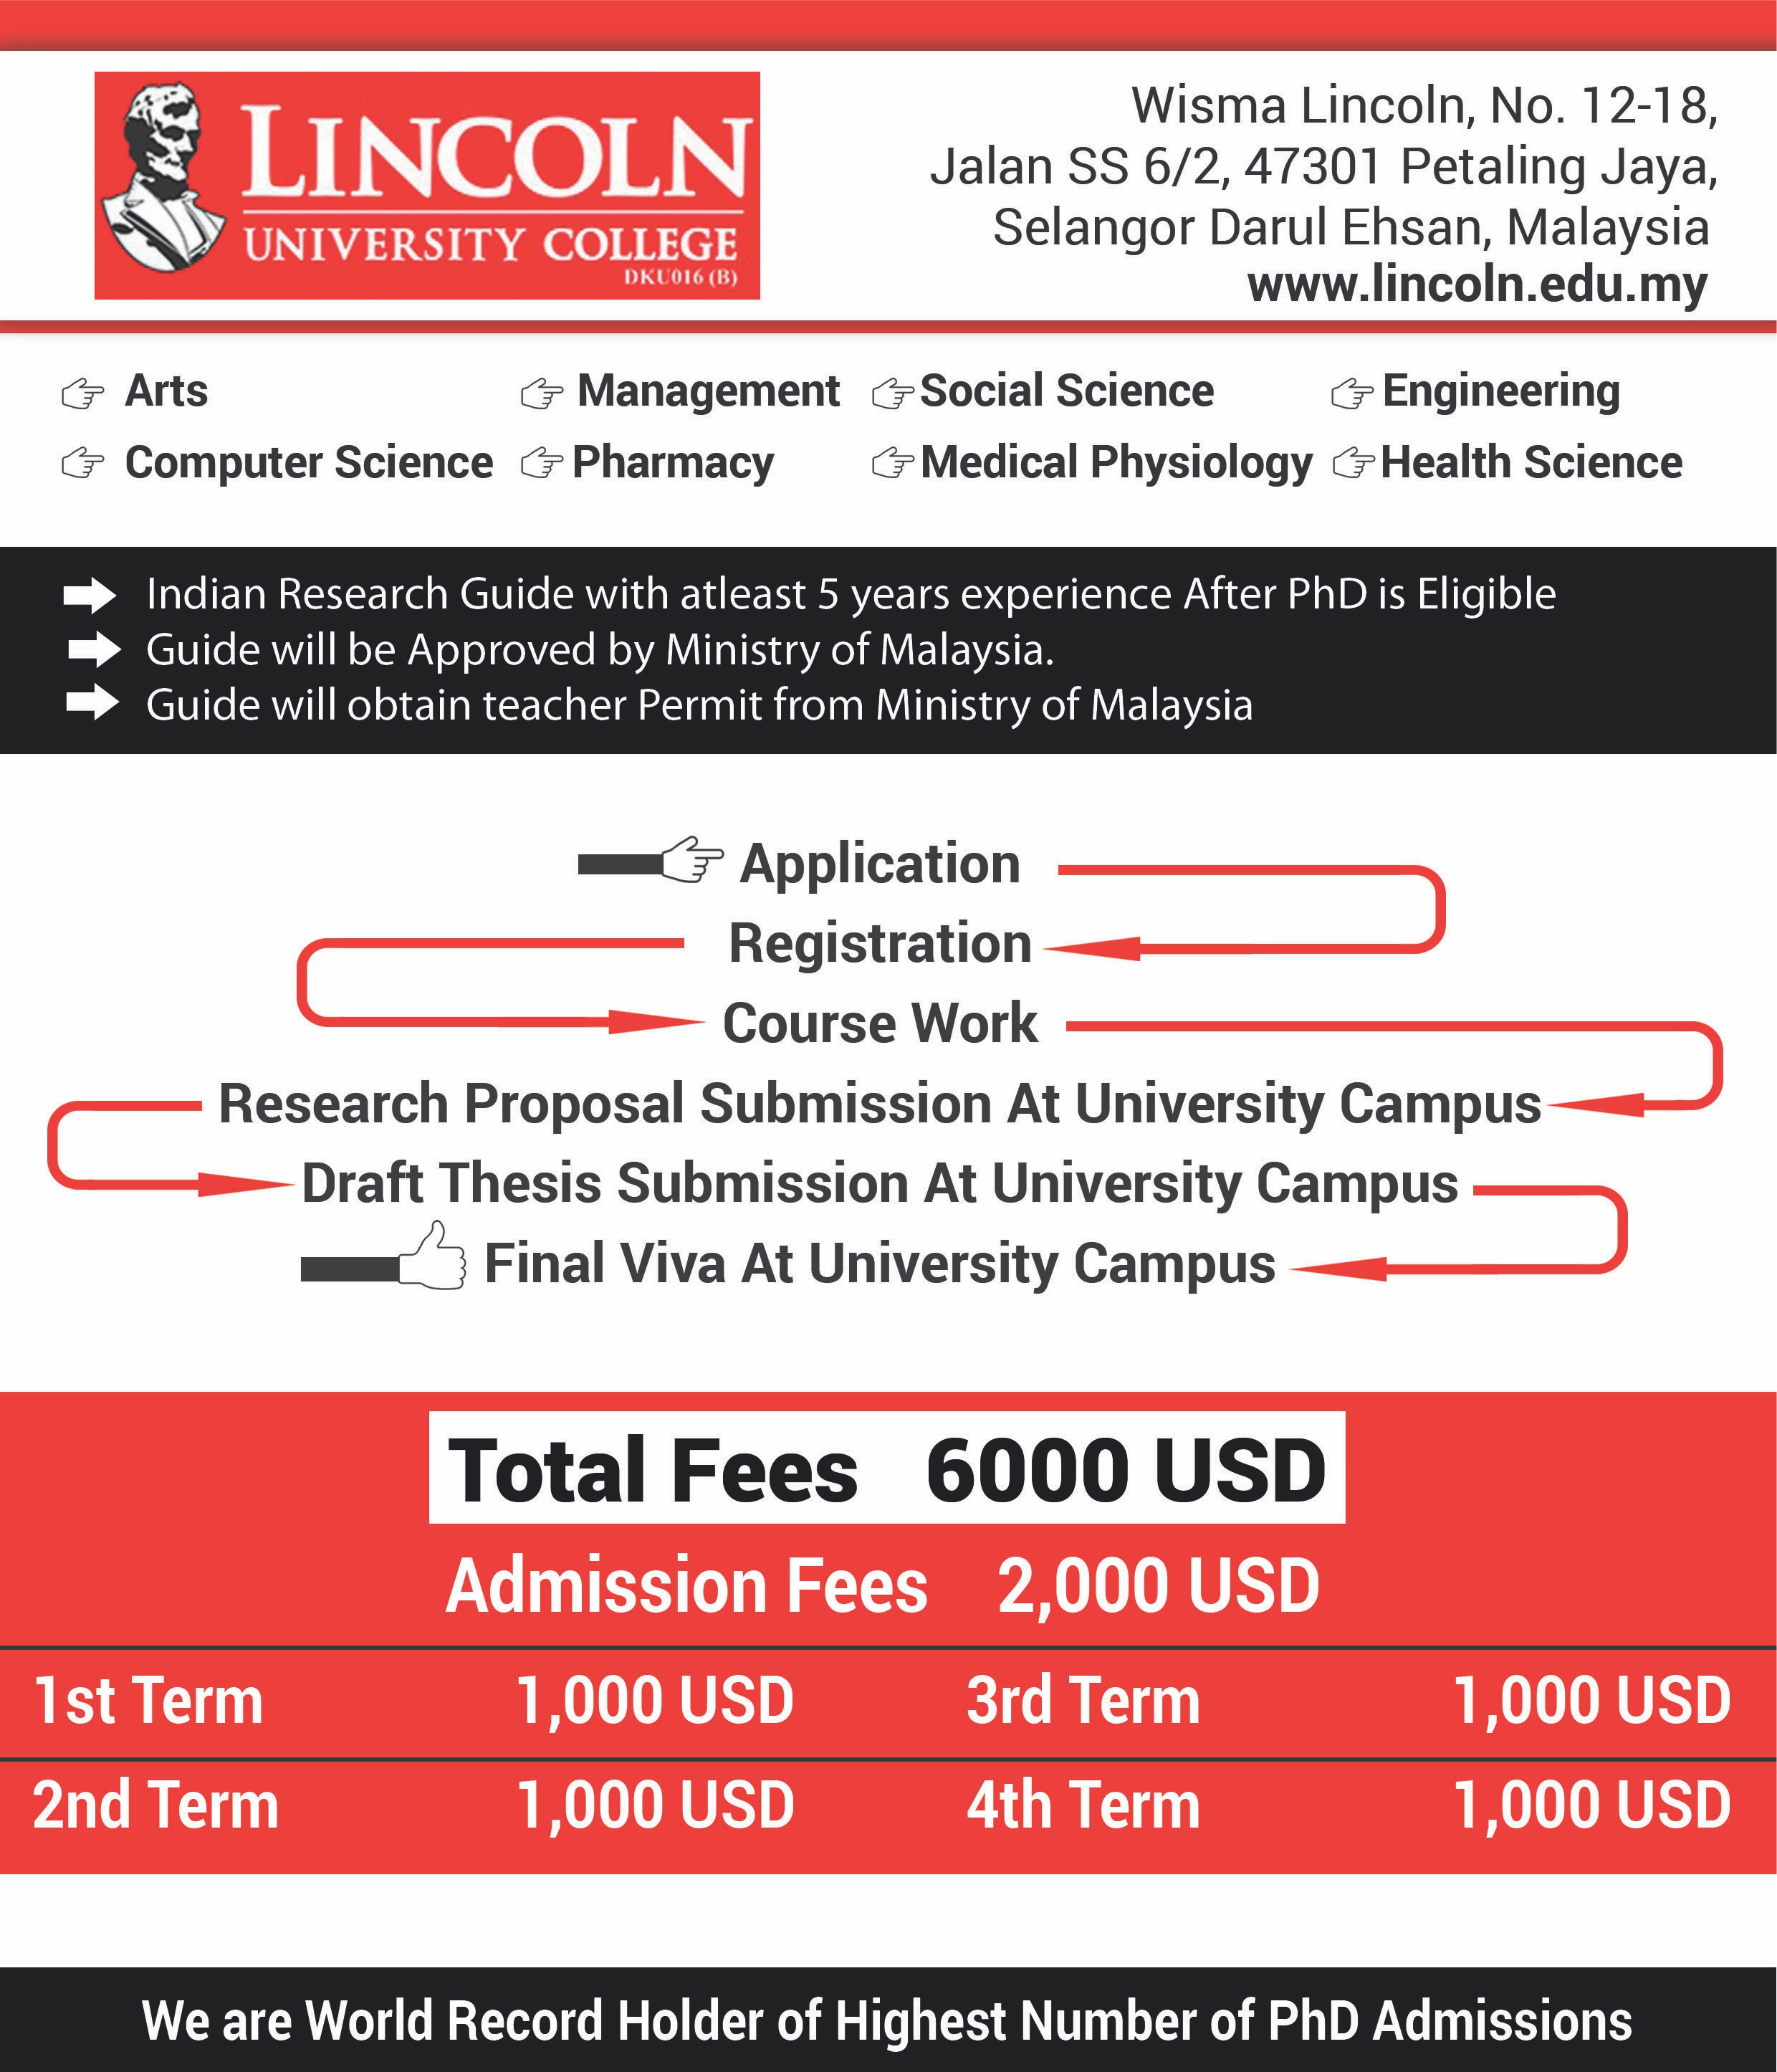 LINCOLN
UNIVERSITY COLLEGE
DKU016 (B)
Wisma Lincoln, No. 12-18,
Jalan SS 6/2, 47301 Petaling Jaya,
Selangor Darul Ehsan, Malaysia
www.lincoln.edu.my
Arts Management Social Science Engineering
Computer Science Pharmacy Medical Physiology Health Science
Indian Research Guide with atleast 5 years experience After PhD is Eligible
Guide will be Approved by Ministry of Malaysia.
Guide will obtain teacher Permit from Ministry of Malaysia
Application
Registration
Course Work
Research Proposal Submission At University Campus
Draft Thesis Submission At University Campus
Final Viva At University Campus
Total Fees 6000 USD
Admission Fees 2,000 USD
1st Term 1,000 USD 3rd Term 1,000 USD
2nd Term 1,000 USD 4th Term 1,000 USD
We are World Record Holder of Highest Number of PhD Admissions